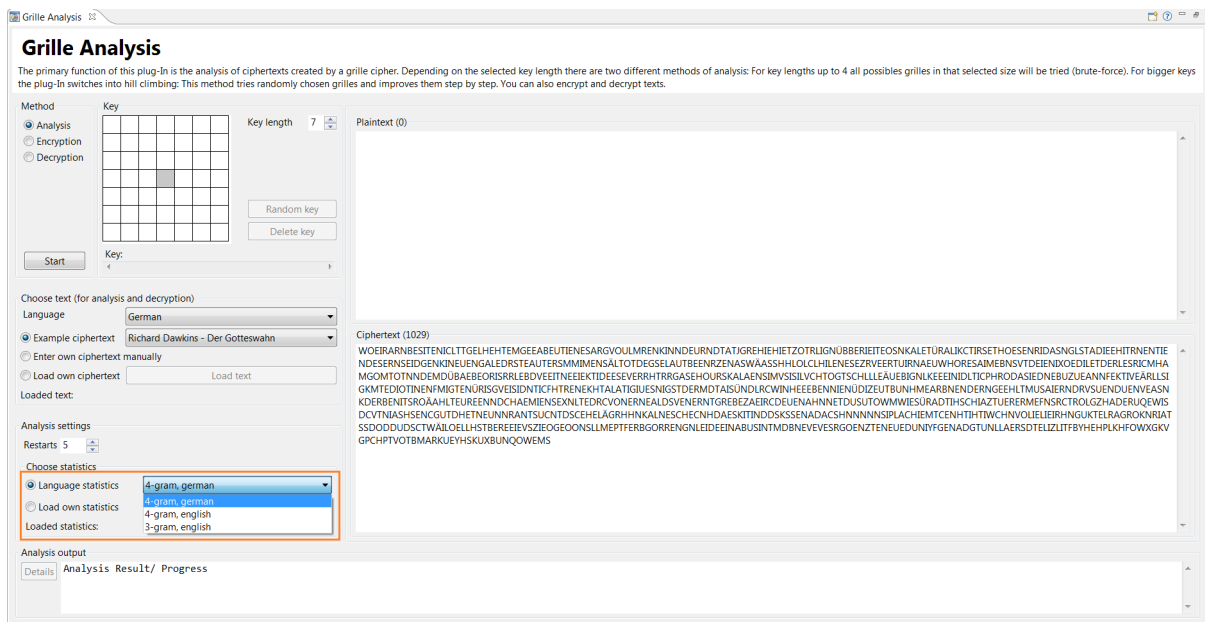 Grille Analysis
Grille Analysis
The primary function of this plug-In is the analysis of ciphertexts created by a grille cipher. Depending on the selected key length there are two different methods of analysis: For key lengths up to 4 all possibles grilles in that selected size will be tried (brute-force). For bigger keys
the plug-In switches into hill climbing: This method tries randomly chosen grilles and improves them step by step. You can also encrypt and decrypt texts.
Method
Analysis
Encryption
Decryption
Start
Key
Key length 7
Random key
Delete key
Key:
Choose text (for analysis and decryption)
Language German
Example ciphertext Richard Dawkins - Der Gotteswahn
Enter own ciphertext manually
Load own ciphertext Load text
Loaded text:
Analysis settings
Restarts 5
Choose statistics
Language statistics 4-gram, german
4-gram, german
Load own statistics
4-gram, english
Loaded statistics:
3-gram, english
Plaintext (0)
Ciphertext (1029)
WOEIRARNBESITENICLTTGELHEHTEMGEEABEUTIENESARGVOULMRENKINNDEURNDTATJGREHIEHIETZOTRLIGNÜBBERIEITEOSNKALETÜRALIKCTIRSETHOESENRIDASNGLSTADIEEHITRNENTIE
NDESERNSEIDGENKINEUENGALEDRSTEAUTERSMMIMENSÄLTOTDEGSELAUTBEENRZENASWÄASSHHLOLCLHILENESEZRVEERTUIRNAEUWHORESAIMEBNSVTDEIENIXOEDILETDERLESRICMHA
MGOMTOTNNDEMDÜBAEBEORISRRLEBDVEEITNEEIEKTIDEESEVERRHTRRGASEHOURSKALAENSIMVSISILVCHTOGTSCHLLLEÄUEBIGNLKEEEINIDLTICPHRODASIEDNEBUZUEANNFEKTIVEÄRLLSI
GKMTEDIOTINENFMIGTENÜRISGVEISIDNTICFHTRENEKHTALATIGIUESNIGSTDERMDTAISÜNDLRCWINHEEEBENNIENÜDIZEUTBUNHMEARBNENDERNGEEHLTMUSAIERNDRVSUENDUENVEASN
KDERBENITSROÄAHLTEUREENNDCHAEMIENSEXNLTEDRCVONERNEALDSVENERNTGREBEZAEIRCDEUENAHNNETDUSUTOWMWIESÜRADTIHSCHIAZTUERERERMEFNSRCTROLGZHADERUQEWIS
DCVTNIASHSENCGUTDHETNEUNNRANTSUCNTDSCEHELÄGRHHNKALNESCHECNHDAESKITINDDSKSSENADACSHNNNNNSIPLACHIEMTCENHTIHTIWCHNVOLIELIEIRHNGUKTELRAGROKNRIAT
SSDODDUDSCTWÄILOELLHSTBEREEIEVSZIEOGEOONSLLMEPTFERBGORRENGNLEIDEEINABUSINTMDBNEVEVESRGOENZTENEUEDUNIYFGENADGTUNLLAERSDTELIZLITFBYHEHPLKHFOWXGKV
GPCHPTVOTBMARKUEYHSKUXBUNQOWEMS
Analysis output
Details
Analysis Result/ Progress